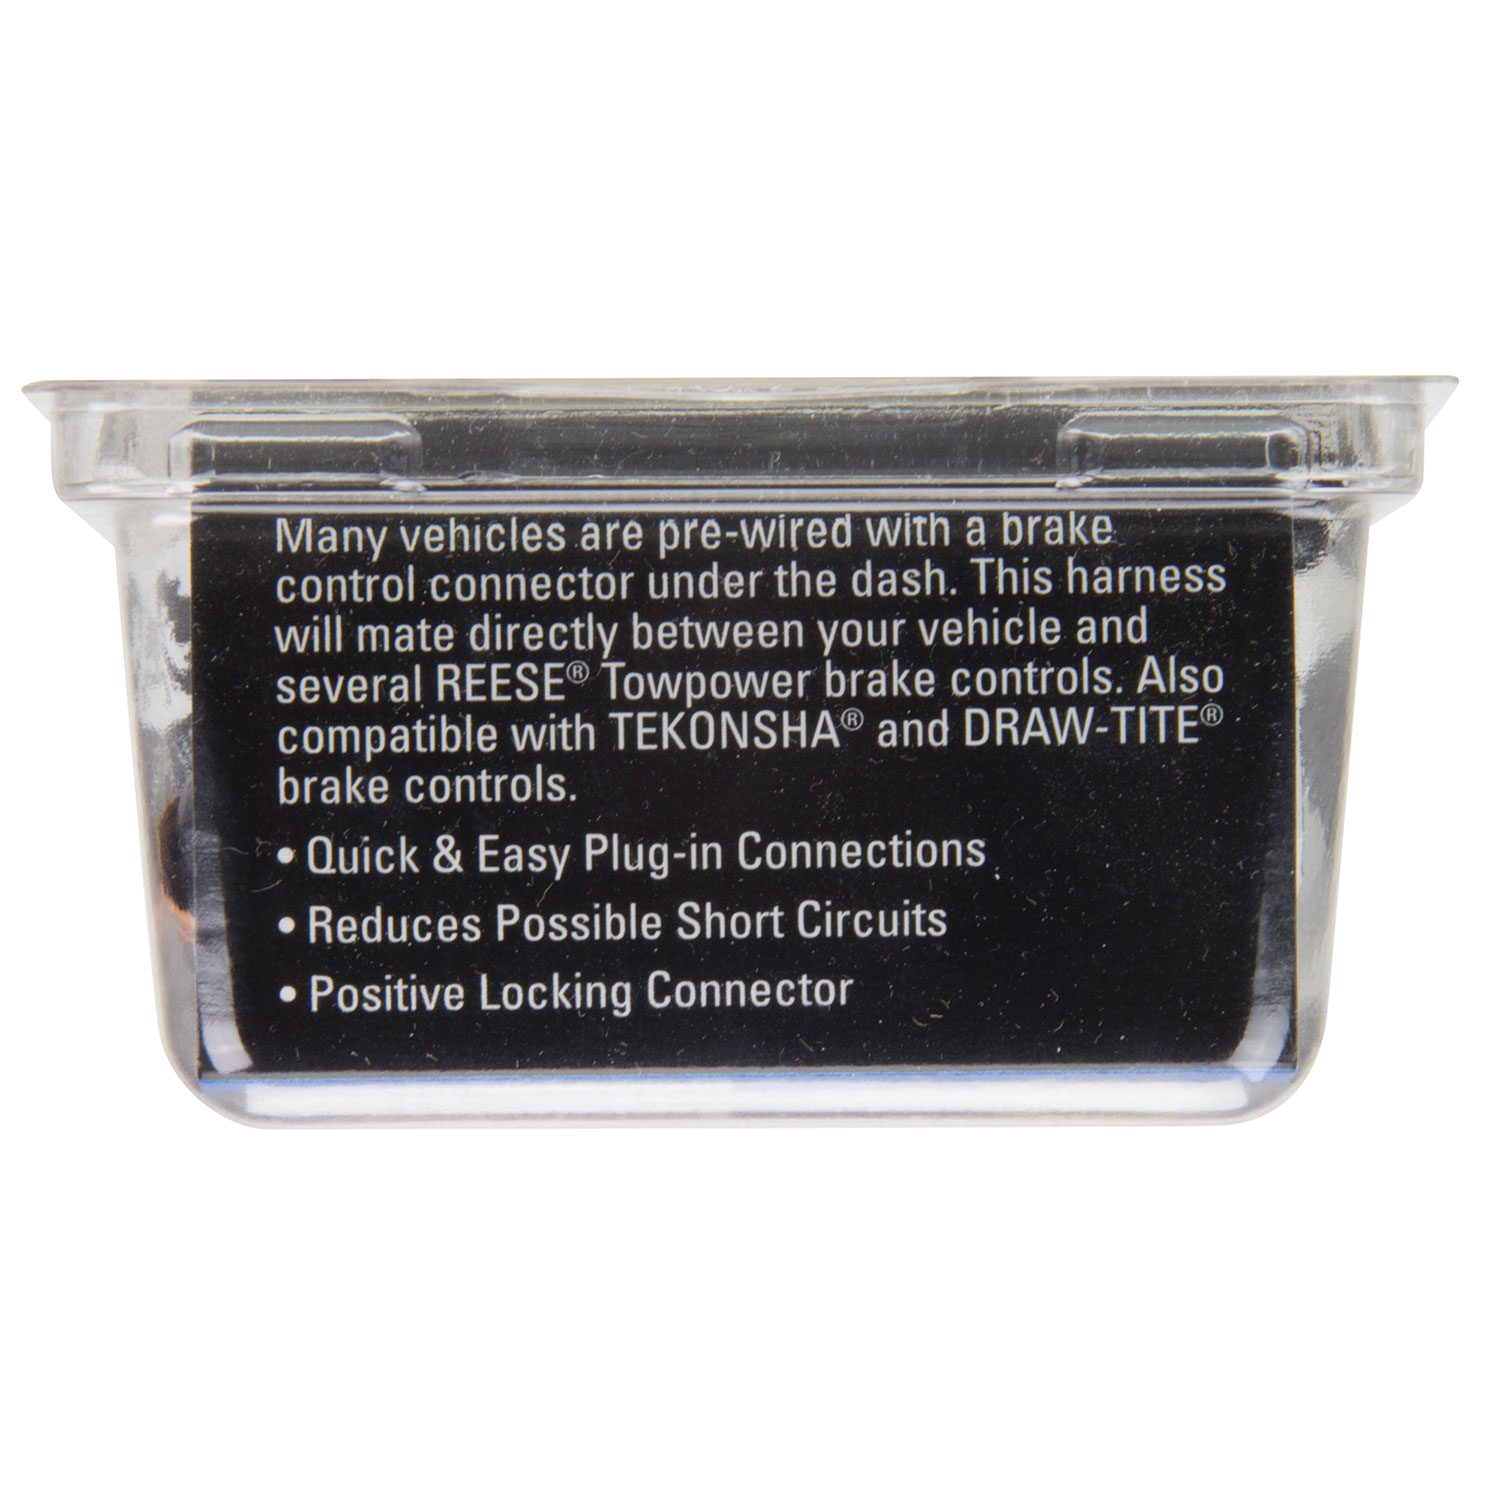 Many vehicles are pre-wired with a brake
control connector under the dash. This harness
will mate directly between your vehicle and
several REESE® Towpower brake controls. Also
compatible with TEKONSHA® and DRAW-TITE®
brake controls.
• Quick & Easy Plug-in Connections
• Reduces Possible Short Circuits
• Positive Locking Connector